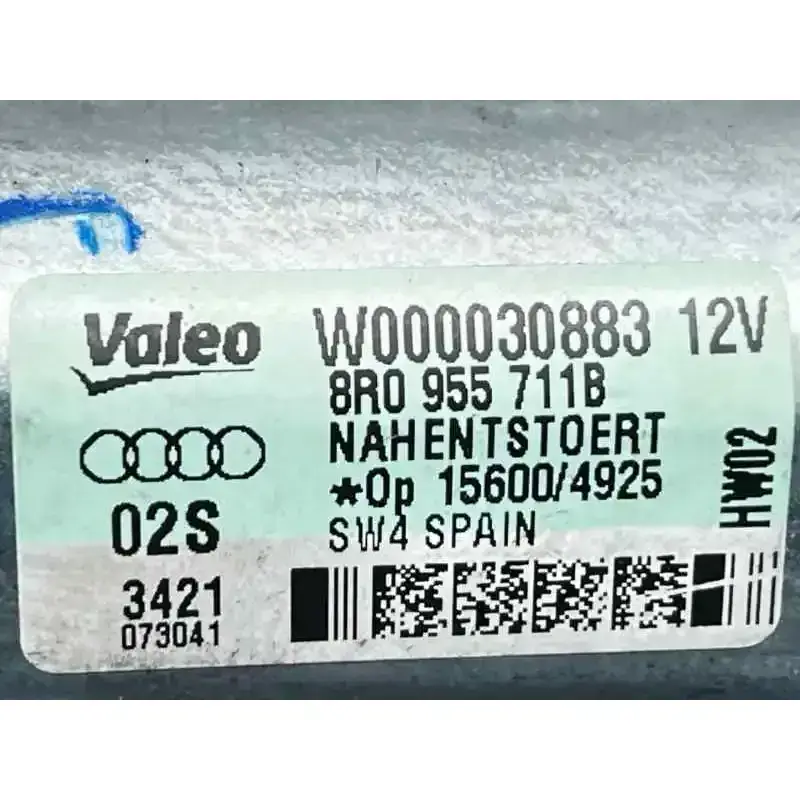 Valeo W000030883 12V
8R0 955 711B
NAHENTSTOERT
*Op 15600/4925
02S
SW4 SPAIN
HW02
3421
073041